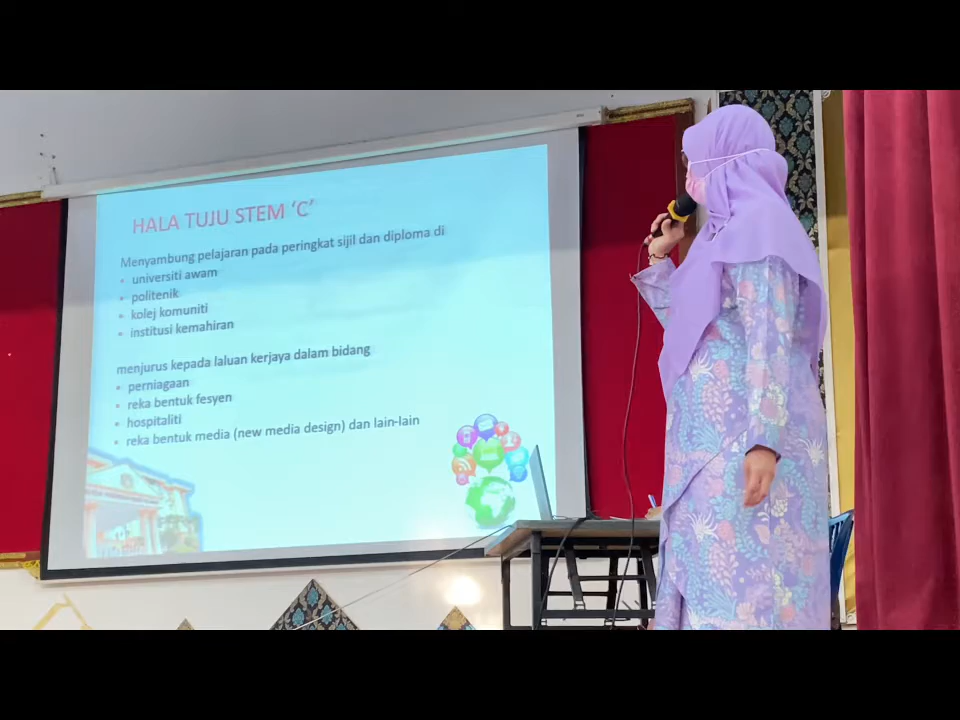 HALA TUJU STEM 'C'
Menyambung pelajaran pada peringkat sijil dan diploma di
• universiti awam
• politenik
• kolej komuniti
• institusi kemahiran
menjurus kepada laluan kerjaya dalam bidang
• perniagaan
• reka bentuk fesyen
• hospitaliti
• reka bentuk media (new media design) dan lain-lain